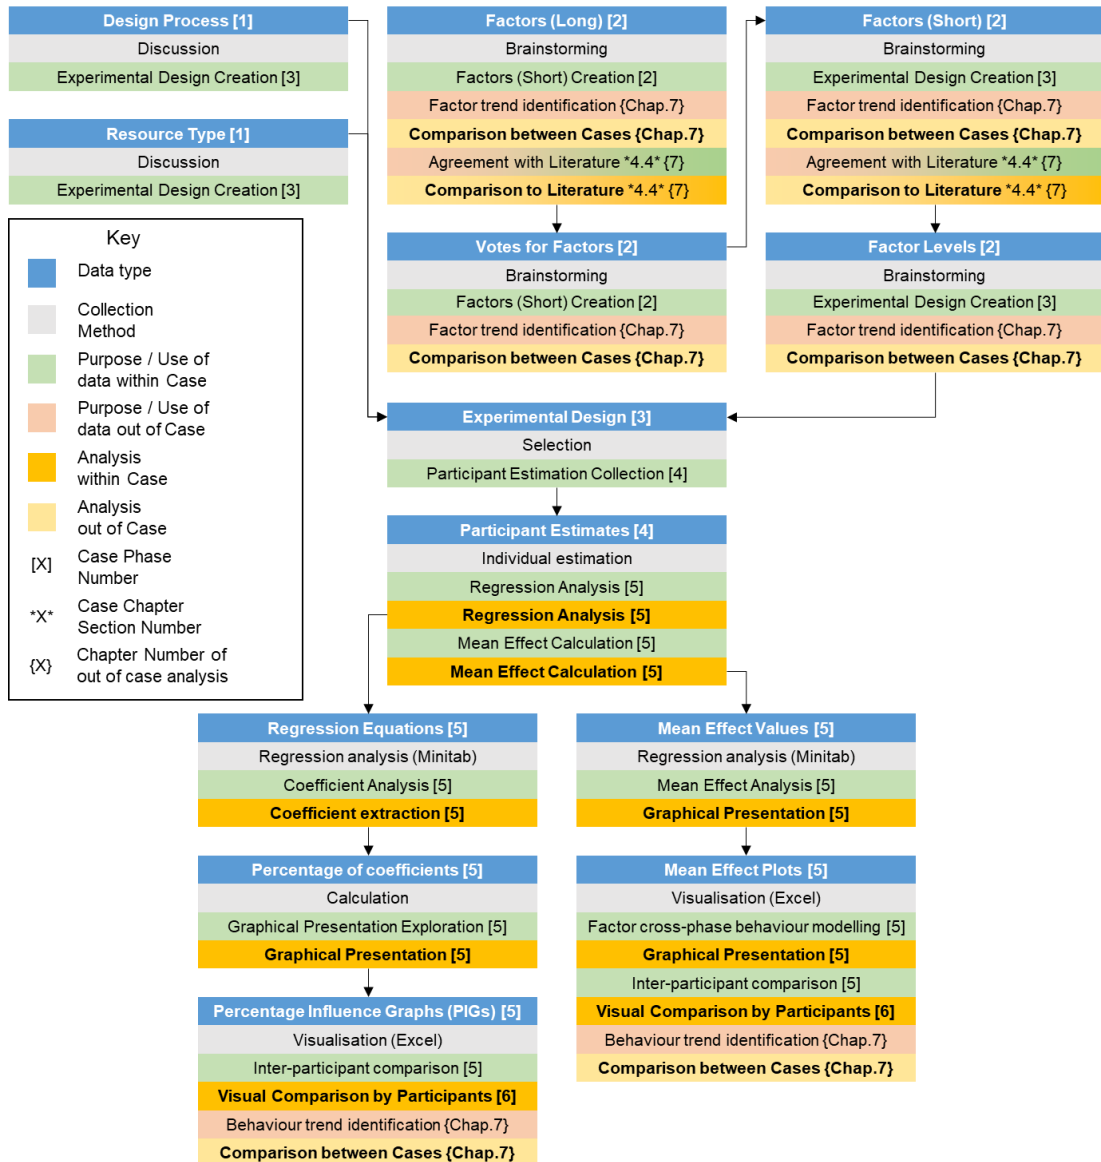 Design Process [1]
Discussion
Experimental Design Creation [3]
Resource Type [1]
Discussion
Experimental Design Creation [3]
Factors (Long) [2]
Brainstorming
Factors (Short) Creation [2]
Factor trend identification {Chap.7}
Comparison between Cases {Chap.7}
Agreement with Literature *4.4* {7}
Comparison to Literature *4.4* {7}
Factors (Short) [2]
Brainstorming
Experimental Design Creation [3]
Factor trend identification {Chap.7}
Comparison between Cases {Chap.7}
Agreement with Literature *4.4* {7}
Comparison to Literature *4.4* {7}
Votes for Factors [2]
Brainstorming
Factors (Short) Creation [2]
Factor trend identification {Chap.7}
Comparison between Cases {Chap.7}
Factor Levels [2]
Brainstorming
Experimental Design Creation [3]
Factor trend identification {Chap.7}
Comparison between Cases {Chap.7}
Key
Data type
Collection
Method
Purpose / Use of
data within Case
Purpose / Use of
data out of Case
Analysis
within Case
Analysis
out of Case
[X] Case Phase
Number
*X* Case Chapter
Section Number
{X} Chapter Number of
out of case analysis
Experimental Design [3]
Selection
Participant Estimation Collection [4]
Participant Estimates [4]
Individual estimation
Regression Analysis [5]
Regression Analysis [5]
Mean Effect Calculation [5]
Mean Effect Calculation [5]
Regression Equations [5]
Regression analysis (Minitab)
Coefficient Analysis [5]
Coefficient extraction [5]
Mean Effect Values [5]
Regression analysis (Minitab)
Mean Effect Analysis [5]
Graphical Presentation [5]
Percentage of coefficients [5]
Calculation
Graphical Presentation Exploration [5]
Graphical Presentation [5]
Mean Effect Plots [5]
Visualisation (Excel)
Factor cross-phase behaviour modelling [5]
Graphical Presentation [5]
Inter-participant comparison [5]
Visual Comparison by Participants [6]
Behaviour trend identification {Chap.7}
Comparison between Cases {Chap.7}
Percentage Influence Graphs (PIGs) [5]
Visualisation (Excel)
Inter-participant comparison [5]
Visual Comparison by Participants [6]
Behaviour trend identification {Chap.7}
Comparison between Cases {Chap.7}